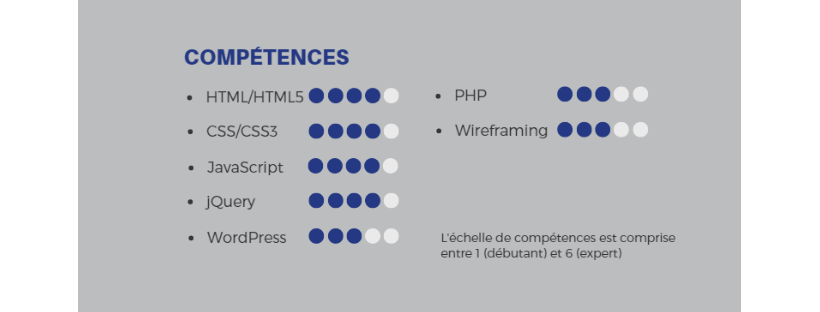 COMPÉTENCES
• HTML/HTML5
• CSS/CSS3
• JavaScript
• jQuery
• WordPress
• PHP
• Wireframing
L'échelle de compétences est comprise
entre 1 (débutant) et 6 (expert)